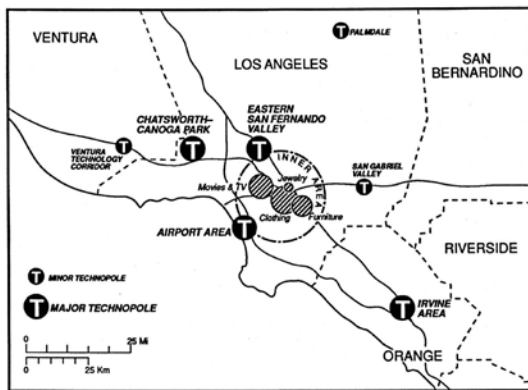 VENTURA
LOS ANGELES
T PALMDALE
SAN
BERNARDINO
CHATSWORTH–
CANOGA PARK
T
EASTERN
SAN FERNANDO
VALLEY
T
T
VENTURA
TECHNOLOGY
CORRIDOR
INNER AREA
Jewelry
Movies & TV
SAN GABRIEL
VALLEY
T
Clothing
Furniture
AIRPORT AREA
T
RIVERSIDE
T MINOR TECHNOPOLE
T MAJOR TECHNOPOLE
T
IRVINE
AREA
ORANGE
0 25 Mi
0 25 Km